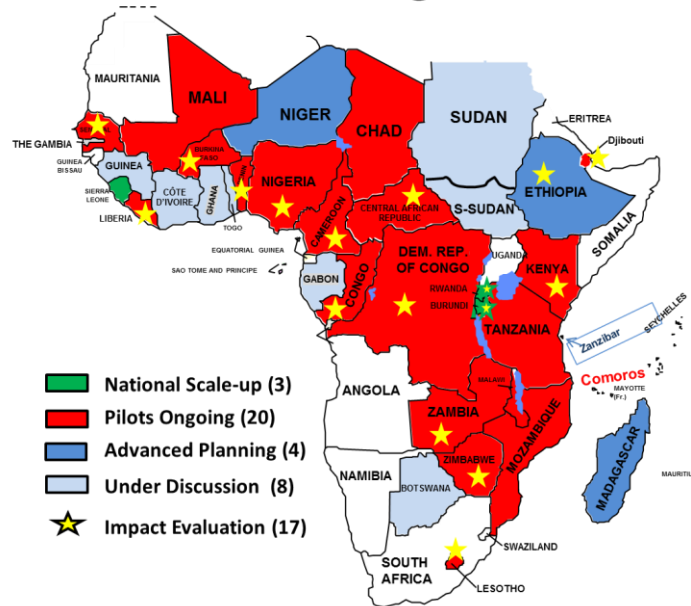 MAURITANIA
MALI
NIGER
CHAD
SUDAN
ERITREA
Djibouti
THE GAMBIA
GUINEA
BISSAU
GUINEA
BURKINA
FASO
SIERRA
LEONE
CÔTE
D'IVOIRE
GHANA
TOGO
LIBERIA
NIGERIA
CAMEROON
CENTRAL AFRICAN
REPUBLIC
S-SUDAN
ETHIOPIA
SOMALIA
EQUATORIAL GUINEA
SAO TOME AND PRINCIPE
GABON
CONGO
DEM. REP.
OF CONGO
UGANDA
KENYA
RWANDA
BURUNDI
TANZANIA
SEYCHELLES
Zanzibar
Comoros
MAYOTTE
(Fr.)
ANGOLA
MALAWI
ZAMBIA
MOZAMBIQUE
ZIMBABWE
MADAGASCAR
MAURITI
NAMIBIA
BOTSWANA
SWAZILAND
SOUTH
AFRICA
LESOTHO
National Scale-up (3)
Pilots Ongoing (20)
Advanced Planning (4)
Under Discussion (8)
Impact Evaluation (17)